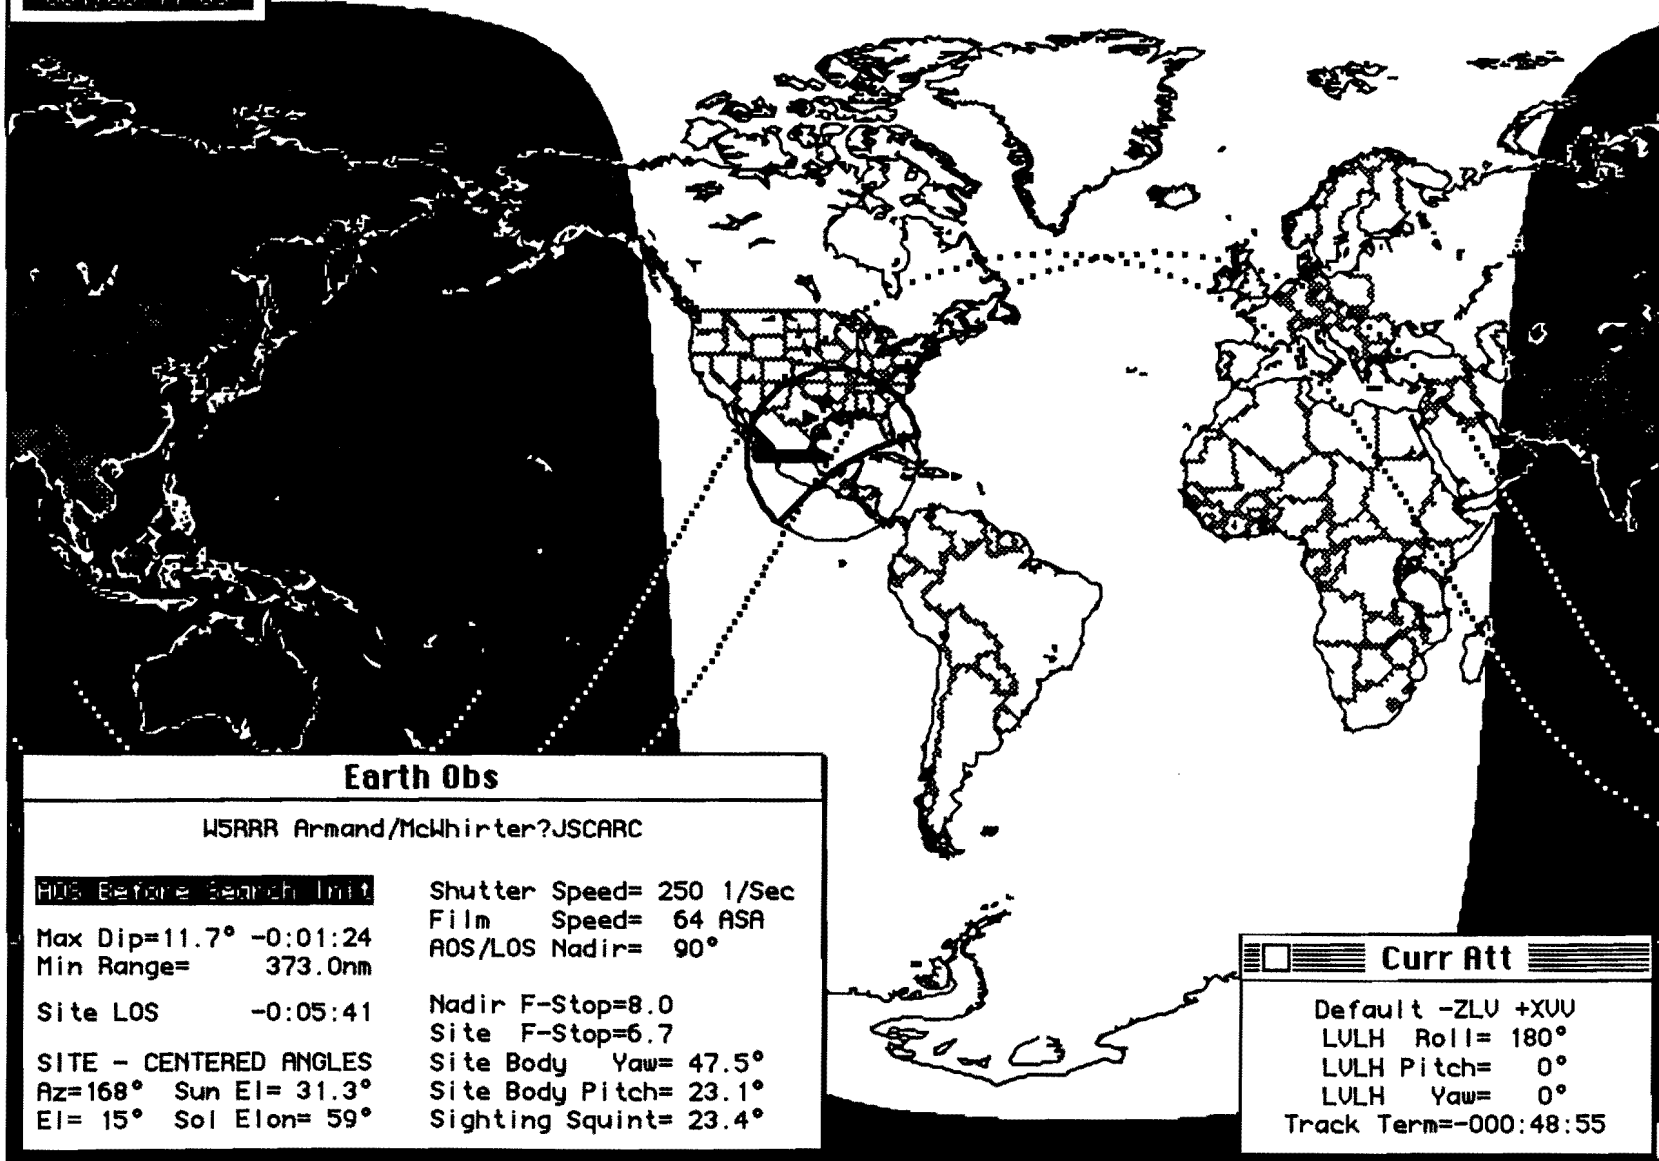 Earth Obs
W5RRR Armand/McWhirter?JSCARC
AOS Before Search Init
Max Dip=11.7° -0:01:24
Min Range= 373.0nm
Site LOS -0:05:41
SITE - CENTERED ANGLES
Az=168° Sun El= 31.3°
El= 15° Sol Elon= 59°
Shutter Speed= 250 1/Sec
Film Speed= 64 ASA
AOS/LOS Nadir= 90°
Nadir F-Stop=8.0
Site F-Stop=6.7
Site Body Yaw= 47.5°
Site Body Pitch= 23.1°
Sighting Squint= 23.4°
Curr Att
Default -ZLV +XVV
LVLH Roll= 180°
LVLH Pitch= 0°
LVLH Yaw= 0°
Track Term=-000:48:55